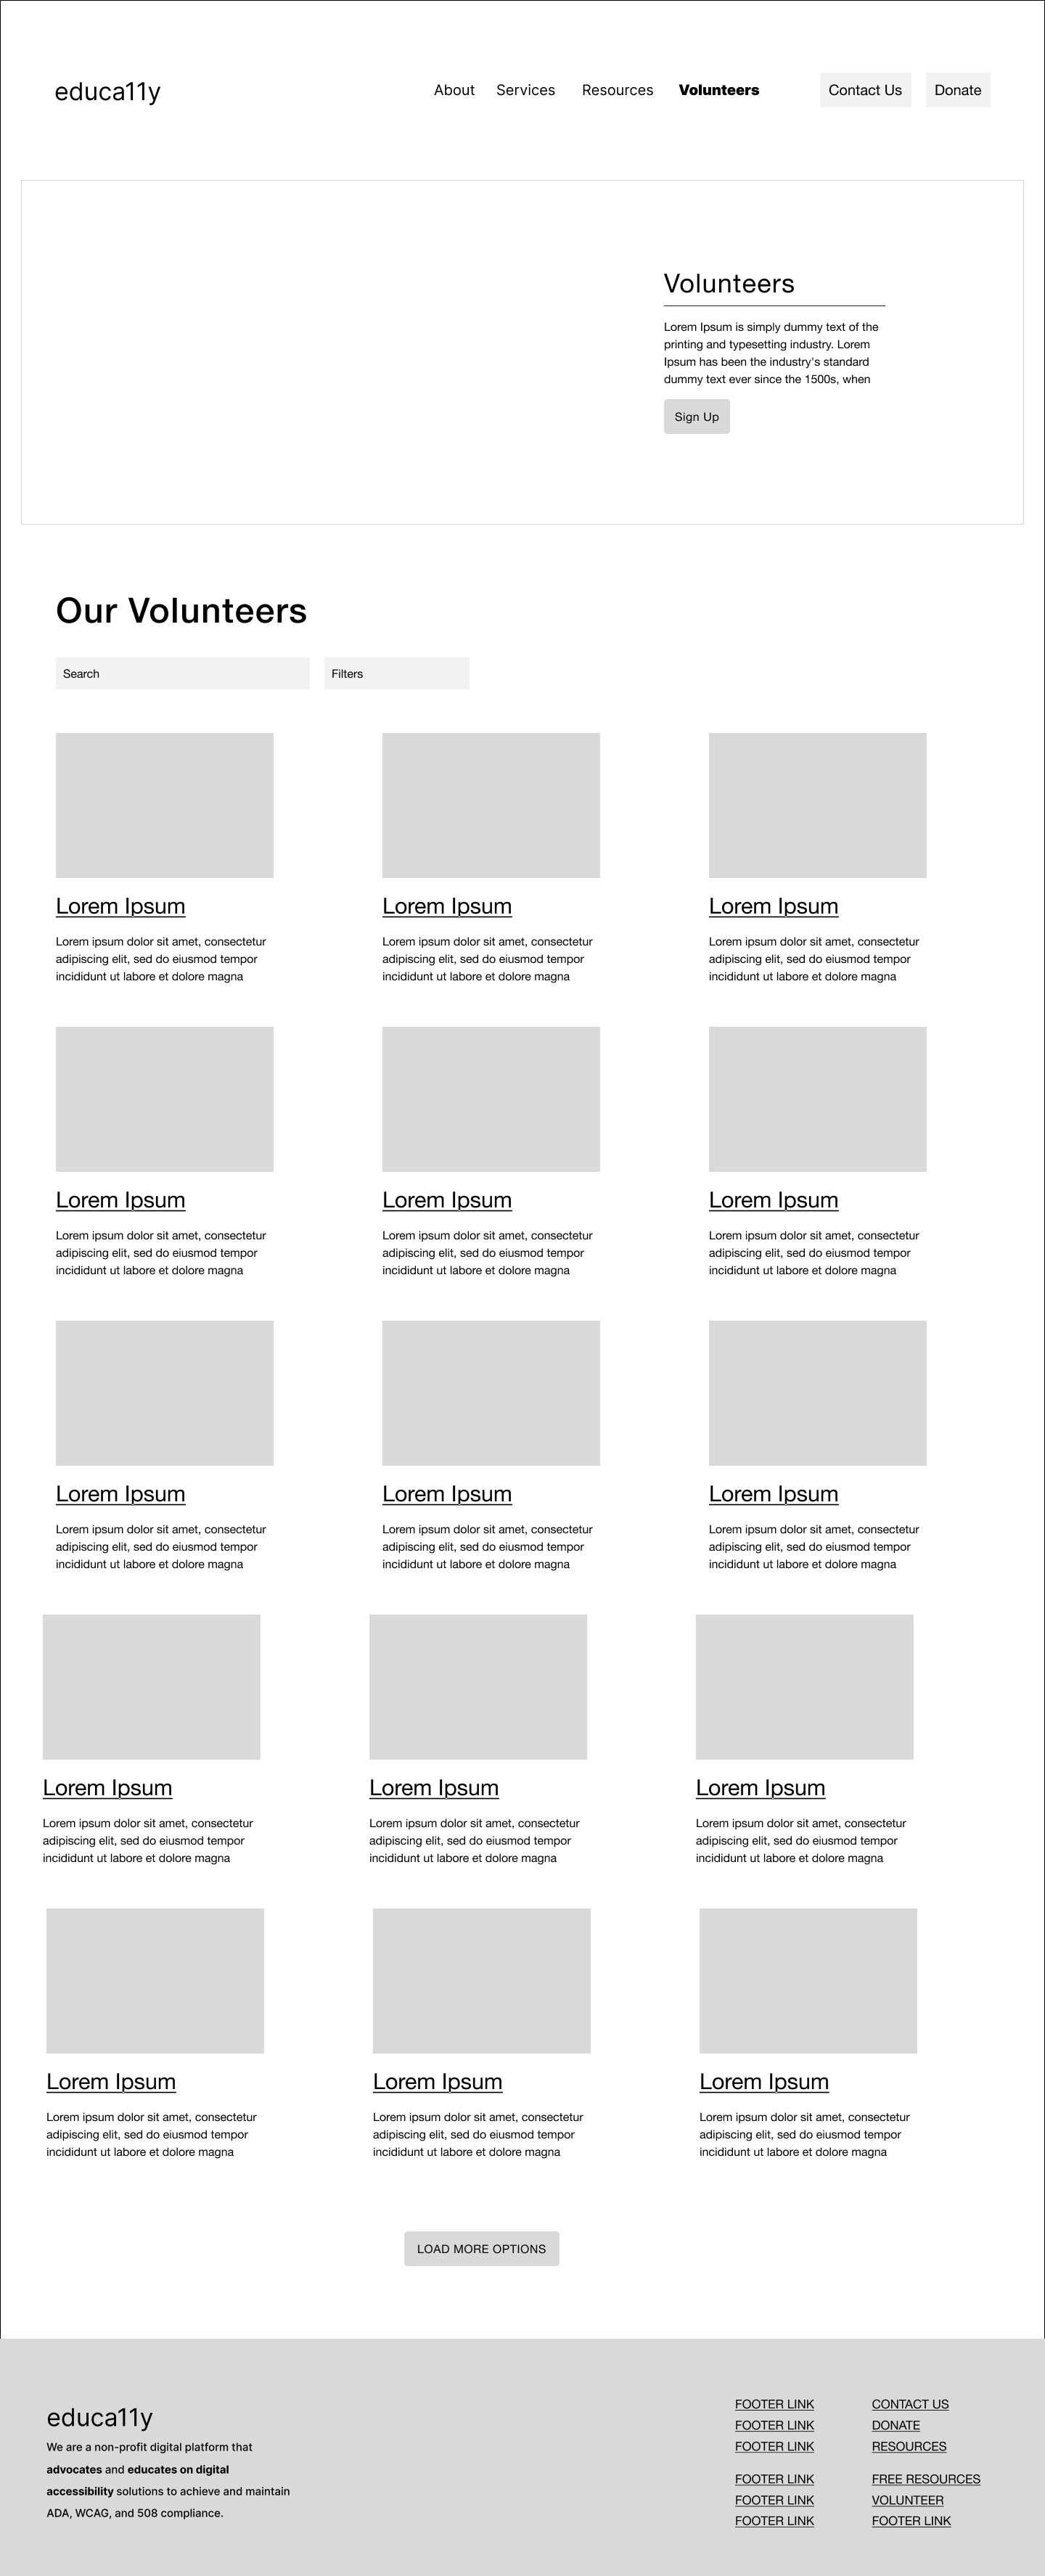 educa11y
About Services Resources Volunteers Contact Us Donate
Volunteers
Lorem Ipsum is simply dummy text of the
printing and typesetting industry. Lorem
Ipsum has been the industry's standard
dummy text ever since the 1500s, when
Sign Up
Our Volunteers
Search
Filters
Lorem Ipsum
Lorem ipsum dolor sit amet, consectetur
adipiscing elit, sed do eiusmod tempor
incididunt ut labore et dolore magna
Lorem Ipsum
Lorem ipsum dolor sit amet, consectetur
adipiscing elit, sed do eiusmod tempor
incididunt ut labore et dolore magna
Lorem Ipsum
Lorem ipsum dolor sit amet, consectetur
adipiscing elit, sed do eiusmod tempor
incididunt ut labore et dolore magna
Lorem Ipsum
Lorem ipsum dolor sit amet, consectetur
adipiscing elit, sed do eiusmod tempor
incididunt ut labore et dolore magna
Lorem Ipsum
Lorem ipsum dolor sit amet, consectetur
adipiscing elit, sed do eiusmod tempor
incididunt ut labore et dolore magna
Lorem Ipsum
Lorem ipsum dolor sit amet, consectetur
adipiscing elit, sed do eiusmod tempor
incididunt ut labore et dolore magna
Lorem Ipsum
Lorem ipsum dolor sit amet, consectetur
adipiscing elit, sed do eiusmod tempor
incididunt ut labore et dolore magna
Lorem Ipsum
Lorem ipsum dolor sit amet, consectetur
adipiscing elit, sed do eiusmod tempor
incididunt ut labore et dolore magna
Lorem Ipsum
Lorem ipsum dolor sit amet, consectetur
adipiscing elit, sed do eiusmod tempor
incididunt ut labore et dolore magna
Lorem Ipsum
Lorem ipsum dolor sit amet, consectetur
adipiscing elit, sed do eiusmod tempor
incididunt ut labore et dolore magna
Lorem Ipsum
Lorem ipsum dolor sit amet, consectetur
adipiscing elit, sed do eiusmod tempor
incididunt ut labore et dolore magna
Lorem Ipsum
Lorem ipsum dolor sit amet, consectetur
adipiscing elit, sed do eiusmod tempor
incididunt ut labore et dolore magna
Lorem Ipsum
Lorem ipsum dolor sit amet, consectetur
adipiscing elit, sed do eiusmod tempor
incididunt ut labore et dolore magna
Lorem Ipsum
Lorem ipsum dolor sit amet, consectetur
adipiscing elit, sed do eiusmod tempor
incididunt ut labore et dolore magna
Lorem Ipsum
Lorem ipsum dolor sit amet, consectetur
adipiscing elit, sed do eiusmod tempor
incididunt ut labore et dolore magna
LOAD MORE OPTIONS
educa11y
We are a non-profit digital platform that
advocates and educates on digital
accessibility solutions to achieve and maintain
ADA, WCAG, and 508 compliance.
FOOTER LINK
FOOTER LINK
FOOTER LINK
FOOTER LINK
FOOTER LINK
FOOTER LINK
CONTACT US
DONATE
RESOURCES
FREE RESOURCES
VOLUNTEER
FOOTER LINK